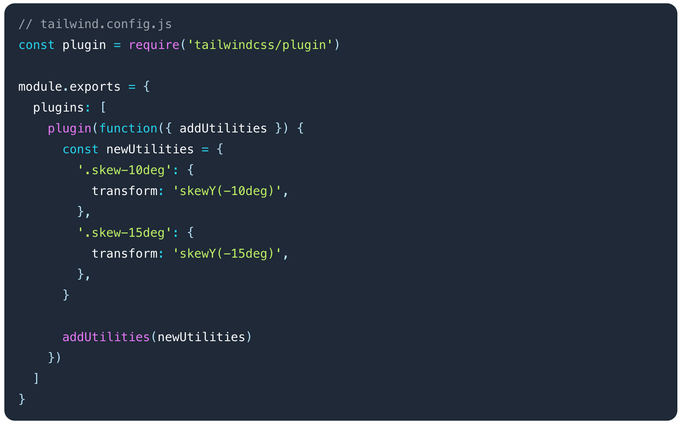 // tailwind.config.js
const plugin = require('tailwindcss/plugin')

module.exports = {
  plugins: [
    plugin(function({ addUtilities }) {
      const newUtilities = {
        '.skew-10deg': {
          transform: 'skewY(-10deg)',
        },
        '.skew-15deg': {
          transform: 'skewY(-15deg)',
        },
      }

      addUtilities(newUtilities)
    })
  ]
}